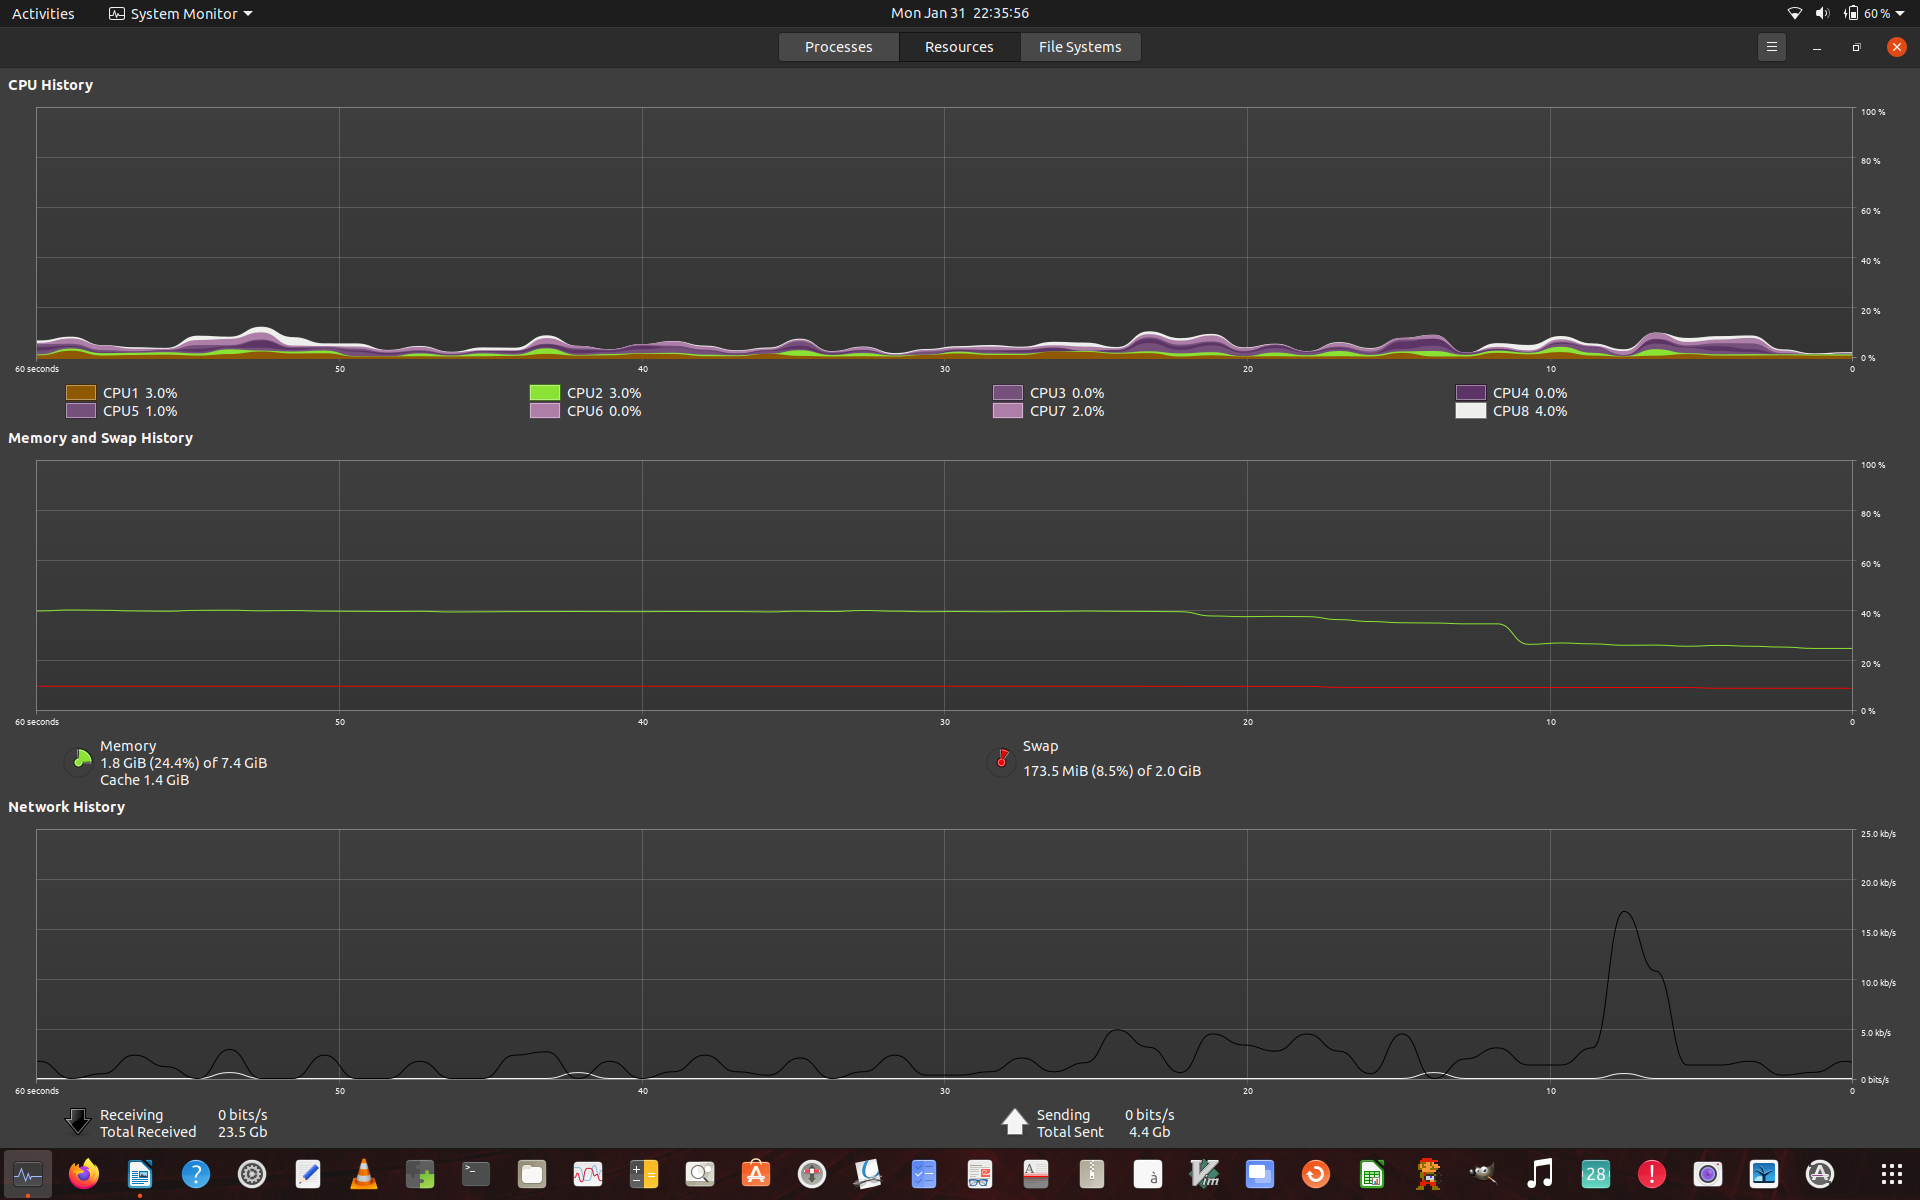 Activities System Monitor Mon Jan 31 22:35:56 60 %
Processes Resources File Systems
CPU History
100 %
80 %
60 %
40 %
20 %
0 %
60 seconds 50 40 30 20 10 0
CPU1 3.0% CPU2 3.0% CPU3 0.0% CPU4 0.0%
CPU5 1.0% CPU6 0.0% CPU7 2.0% CPU8 4.0%
Memory and Swap History
100 %
80 %
60 %
40 %
20 %
0 %
60 seconds 50 40 30 20 10 0
Memory
1.8 GiB (24.4%) of 7.4 GiB
Cache 1.4 GiB
Swap
173.5 MiB (8.5%) of 2.0 GiB
Network History
25.0 kb/s
20.0 kb/s
15.0 kb/s
10.0 kb/s
5.0 kb/s
0 bits/s
60 seconds 50 40 30 20 10 0
Receiving 0 bits/s
Total Received 23.5 Gb
Sending 0 bits/s
Total Sent 4.4 Gb
? >_ A à Vim 28 !